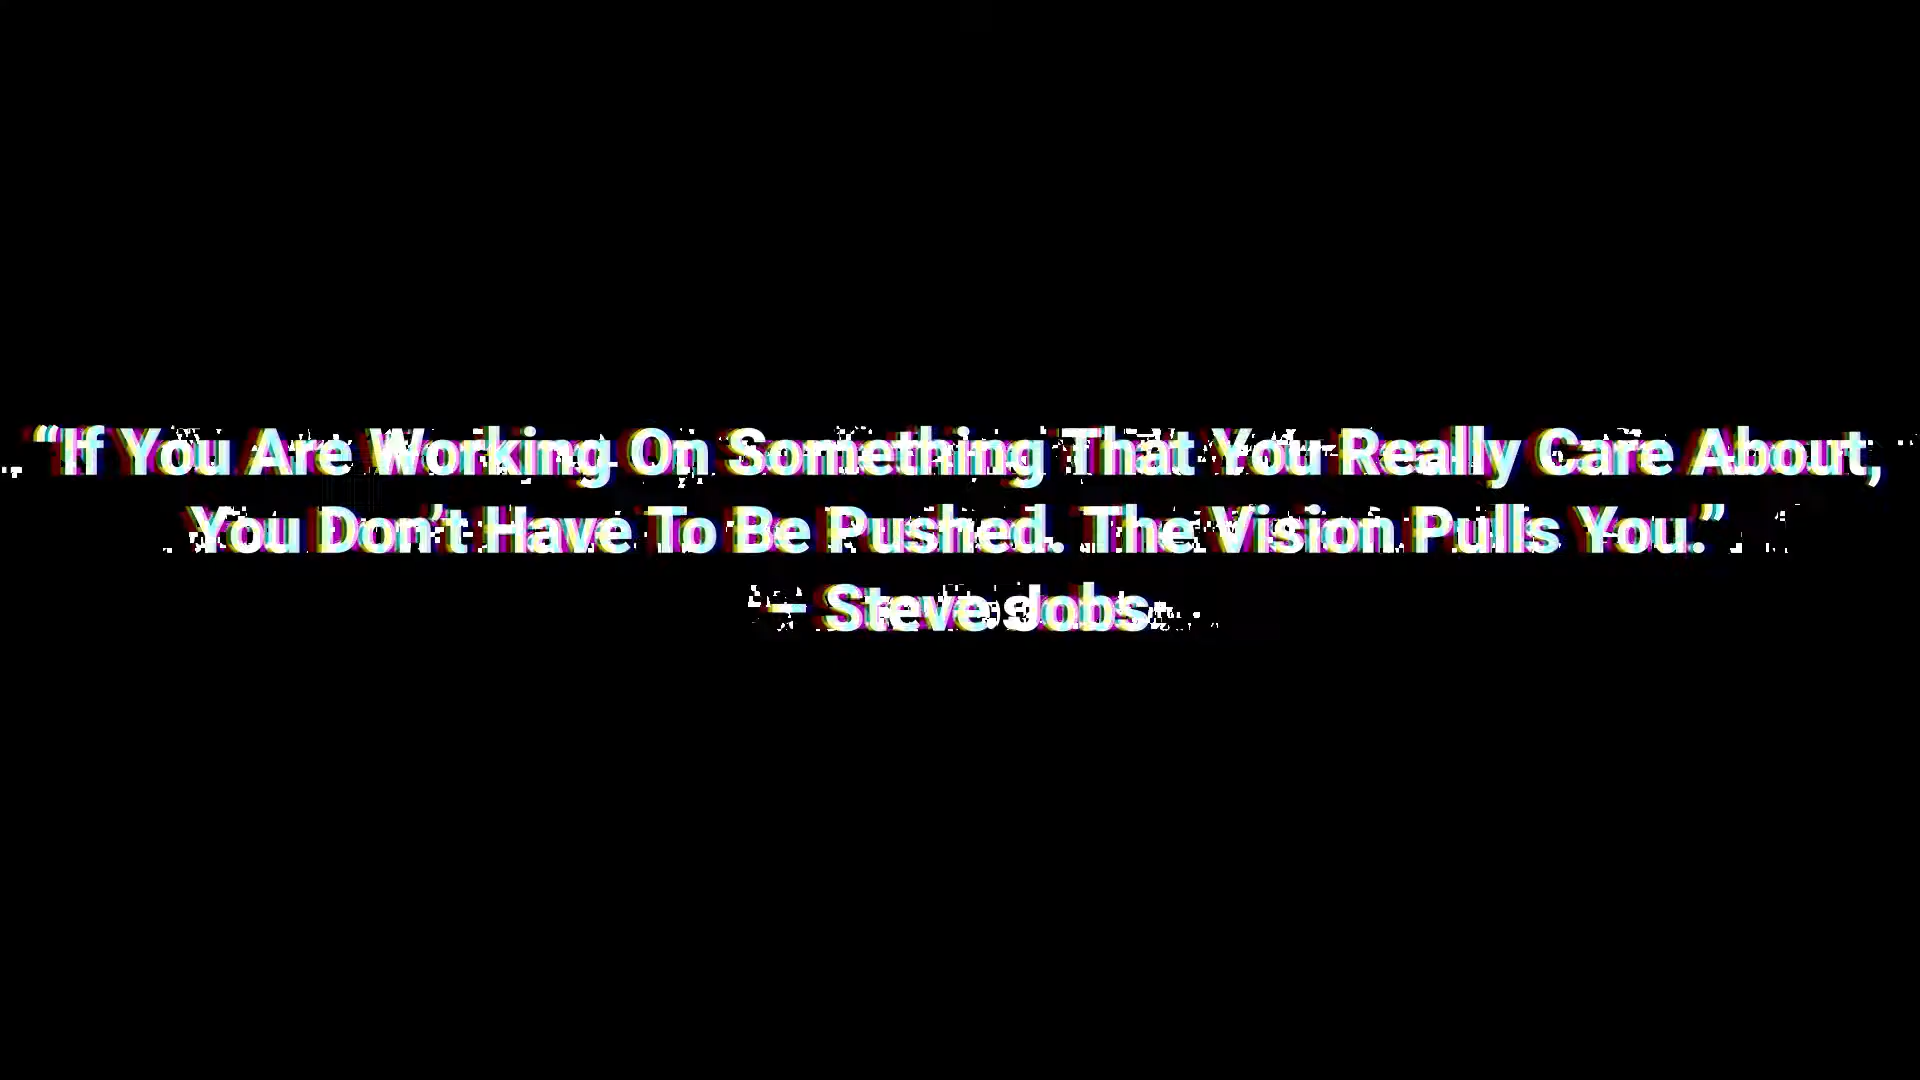 “If You Are Working On Something That You Really Care About,
You Don’t Have To Be Pushed. The Vision Pulls You.”
– Steve Jobs